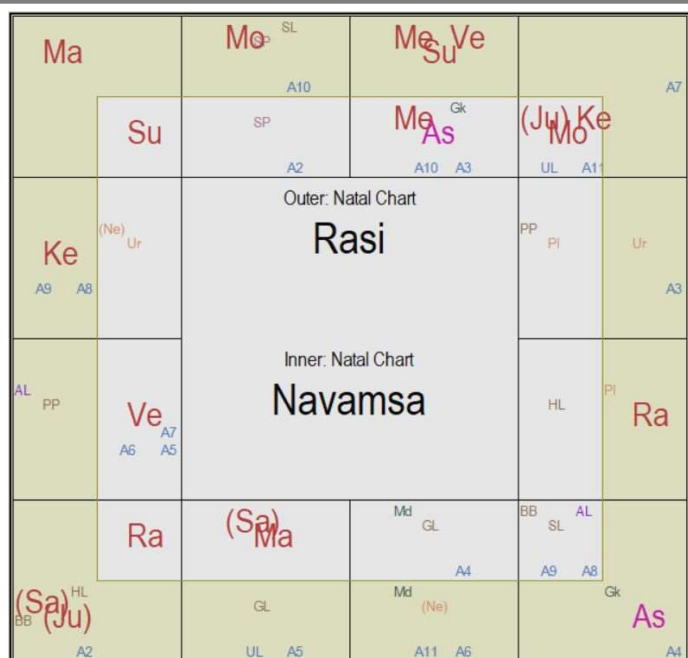 Ma
Mo SP SL
A10
Me Su Ve
A7
Su
SP
A2
Me As Gk
A10 A3
(Ju) Mo Ke
UL A11
Ke
A9 A8
(Ne) Ur
Outer: Natal Chart
Rasi
PP Pl
Ur
A3
AL PP
Ve
A7
A6 A5
Inner: Natal Chart
Navamsa
HL
Pl Ra
Ra
(Sa) Ma
Md GL
A4
BB SL AL
A9 A8
(Sa) HL
BB (Ju)
A2
GL
UL A5
Md (Ne)
A11 A6
Gk As
A4